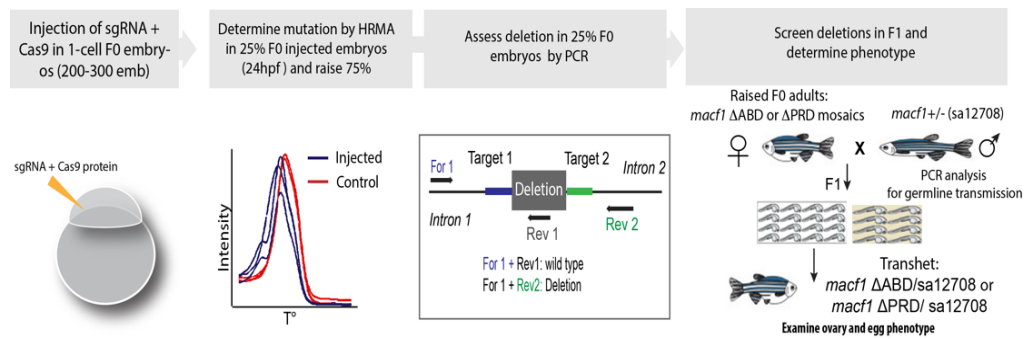 Injection of sgRNA +
Cas9 in 1-cell F0 embry-
os (200-300 emb)
Determine mutation by HRMA
in 25% F0 injected embryos
(24hpf ) and raise 75%
Assess deletion in 25% F0
embryos by PCR
Screen deletions in F1 and
determine phenotype
sgRNA + Cas9 protein
Injected
Control
Intensity
T°
For 1
Target 1
Target 2
Intron 2
Deletion
Intron 1
Rev 1
Rev 2
For 1 + Rev1: wild type
For 1 + Rev2: Deletion
Raised F0 adults:
macf1 ΔABD or ΔPRD mosaics
macf1+/- (sa12708)
♀
X
♂
F1
PCR analysis
for germline transmission
Transhet:
macf1 ΔABD/sa12708 or
macf1 ΔPRD/ sa12708
Examine ovary and egg phenotype